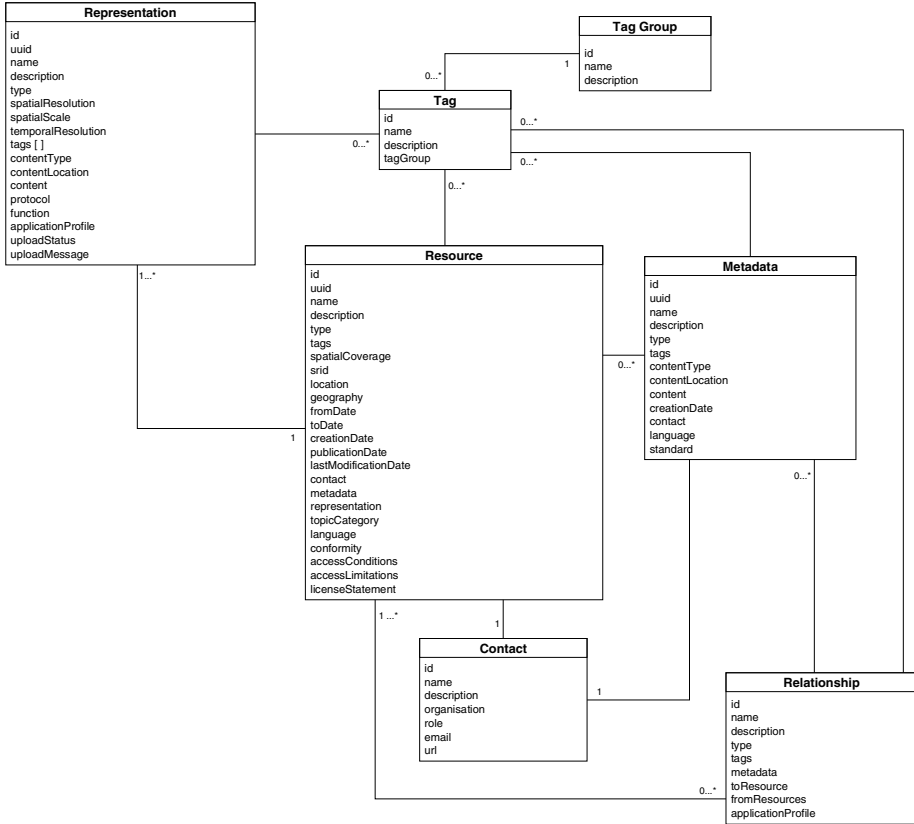 Representation
id
uuid
name
description
type
spatialResolution
spatialScale
temporalResolution
tags [ ]
contentType
contentLocation
content
protocol
function
applicationProfile
uploadStatus
uploadMessage
Tag Group
id
name
description
1
0...*
Tag
id
name
description
tagGroup
0...*
0...*
0...*
0...*
1...*
1
Resource
id
uuid
name
description
type
tags
spatialCoverage
srid
location
geography
fromDate
toDate
creationDate
publicationDate
lastModificationDate
contact
metadata
representation
topicCategory
language
conformity
accessConditions
accessLimitations
licenseStatement
0...*
Metadata
id
uuid
name
description
type
tags
contentType
contentLocation
content
creationDate
contact
language
standard
0...*
1 ...*
1
Contact
id
name
description
organisation
role
email
url
1
0...*
Relationship
id
name
description
type
tags
metadata
toResource
fromResources
applicationProfile